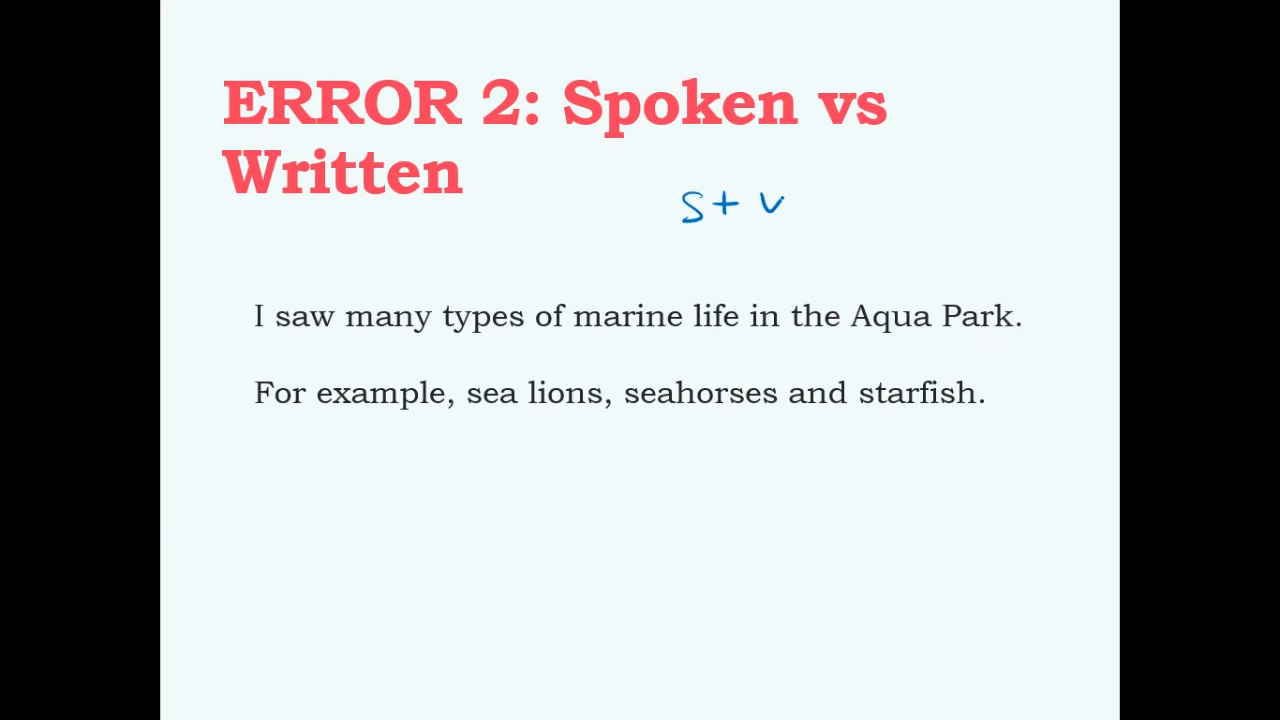 ERROR 2: Spoken vs
Written
S + V
I saw many types of marine life in the Aqua Park.
For example, sea lions, seahorses and starfish.